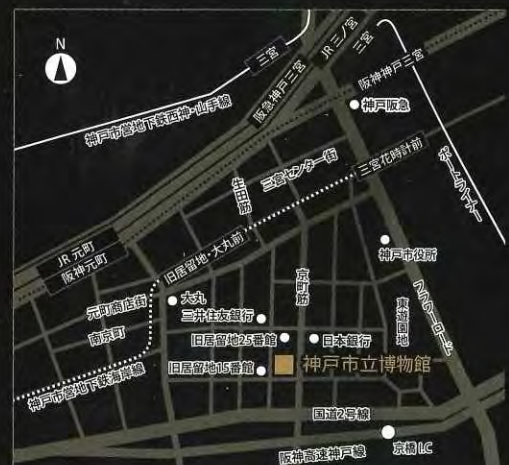 N
三宮
JR 三ノ宮
三宮
阪急神戸三宮
阪神神戸三宮
神戸市営地下鉄西神・山手線
神戸阪急
三宮センター街
三宮花時計前
ポートライナー
生田筋
JR 元町
阪神元町
旧居留地・大丸前
神戸市役所
京町筋
元町商店街
大丸
三井住友銀行
東遊園地
フラワーロード
南京町
旧居留地25番館
日本銀行
神戸市営地下鉄海岸線
旧居留地15番館
神戸市立博物館
国道2号線
阪神高速神戸線
京橋 I.C